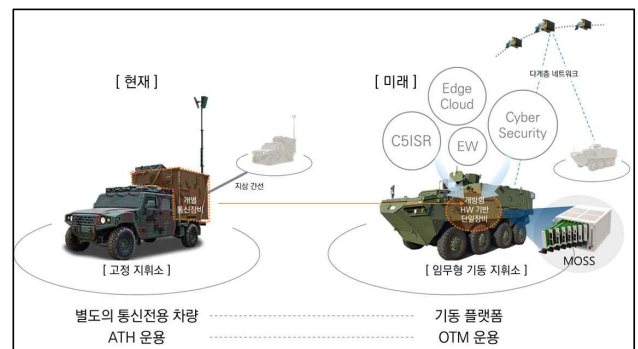 [ 현재 ]
[ 미래 ]
다계층 네트워크
Edge
Cloud
Cyber
Security
C5ISR
EW
지상 간선
개별
통신장비
개방형
HW 기반
단일장비
MOSS
[ 고정 지휘소 ]
[ 임무형 기동 지휘소 ]
별도의 통신전용 차량
기동 플랫폼
ATH 운용
OTM 운용